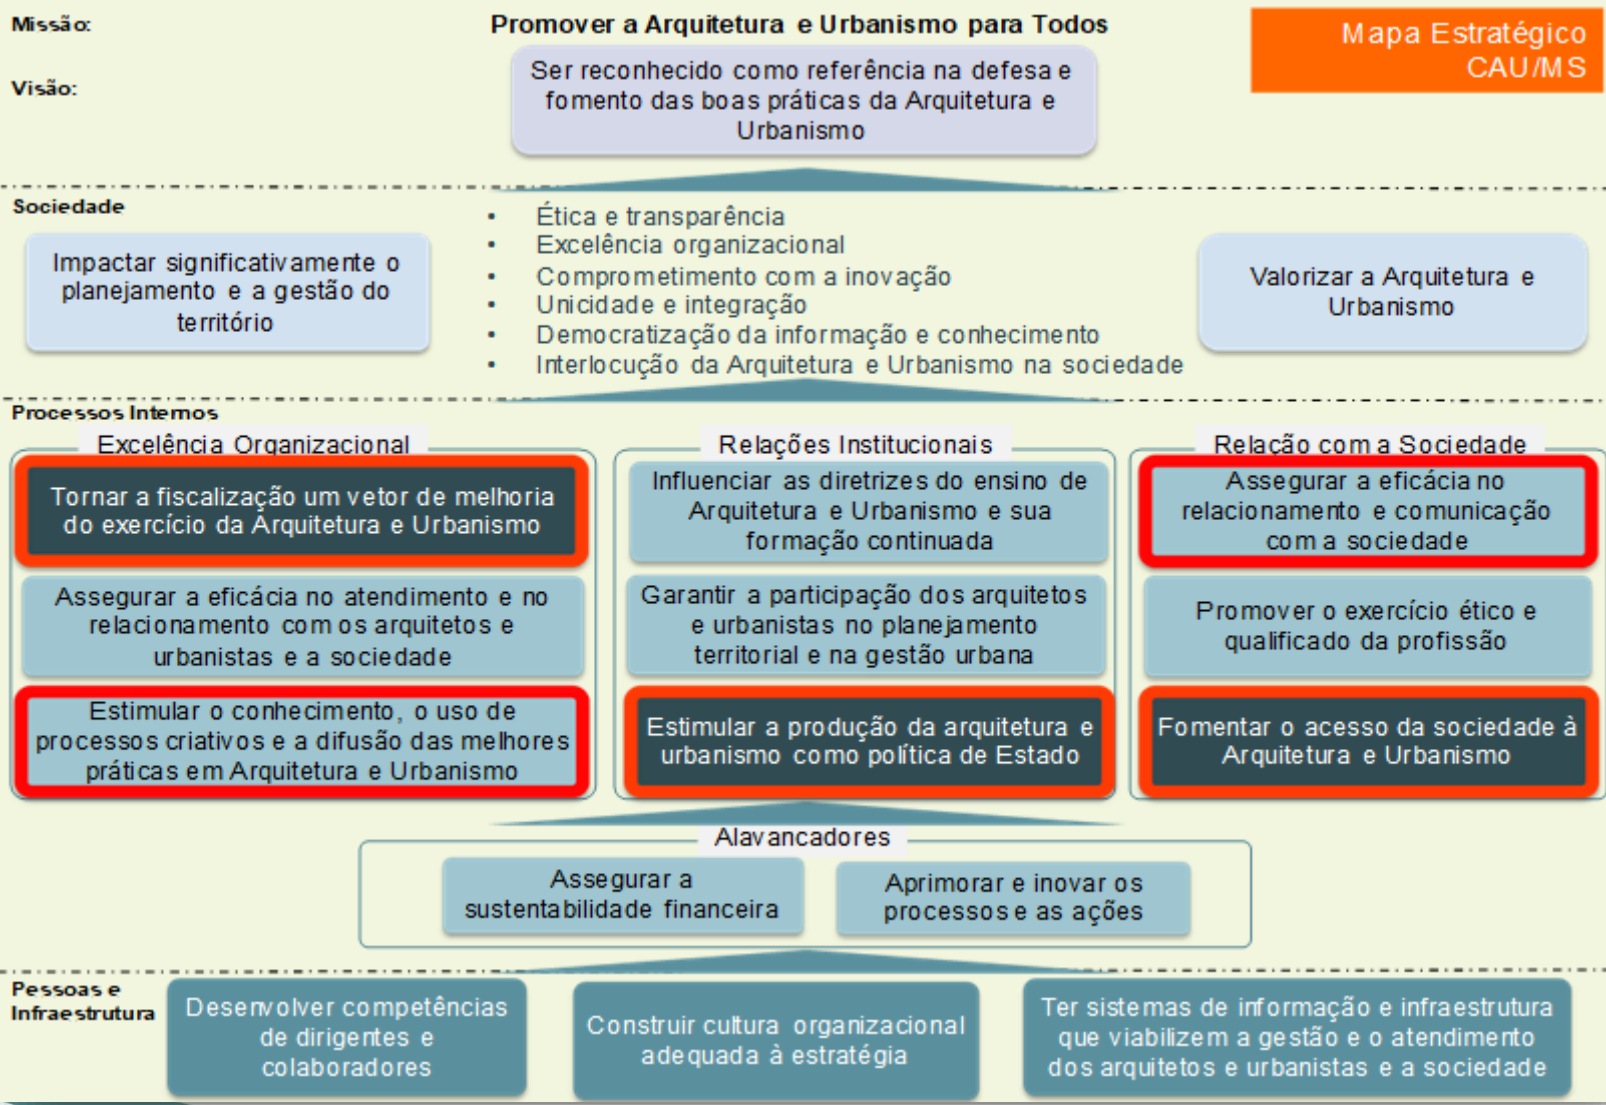 Missão:
Promover a Arquitetura e Urbanismo para Todos
Mapa Estratégico
CAU/MS
Visão:
Ser reconhecido como referência na defesa e
fomento das boas práticas da Arquitetura e
Urbanismo
Sociedade
Impactar significativamente o
planejamento e a gestão do
território
• Ética e transparência
• Excelência organizacional
• Comprometimento com a inovação
• Unicidade e integração
• Democratização da informação e conhecimento
• Interlocução da Arquitetura e Urbanismo na sociedade
Valorizar a Arquitetura e
Urbanismo
Processos Internos
Excelência Organizacional
Tornar a fiscalização um vetor de melhoria
do exercício da Arquitetura e Urbanismo
Assegurar a eficácia no atendimento e no
relacionamento com os arquitetos e
urbanistas e a sociedade
Estimular o conhecimento, o uso de
processos criativos e a difusão das melhores
práticas em Arquitetura e Urbanismo
Relações Institucionais
Influenciar as diretrizes do ensino de
Arquitetura e Urbanismo e sua
formação continuada
Garantir a participação dos arquitetos
e urbanistas no planejamento
territorial e na gestão urbana
Estimular a produção da arquitetura e
urbanismo como política de Estado
Relação com a Sociedade
Assegurar a eficácia no
relacionamento e comunicação
com a sociedade
Promover o exercício ético e
qualificado da profissão
Fomentar o acesso da sociedade à
Arquitetura e Urbanismo
Alavancadores
Assegurar a
sustentabilidade financeira
Aprimorar e inovar os
processos e as ações
Pessoas e
Infraestrutura
Desenvolver competências
de dirigentes e
colaboradores
Construir cultura organizacional
adequada à estratégia
Ter sistemas de informação e infraestrutura
que viabilizem a gestão e o atendimento
dos arquitetos e urbanistas e a sociedade